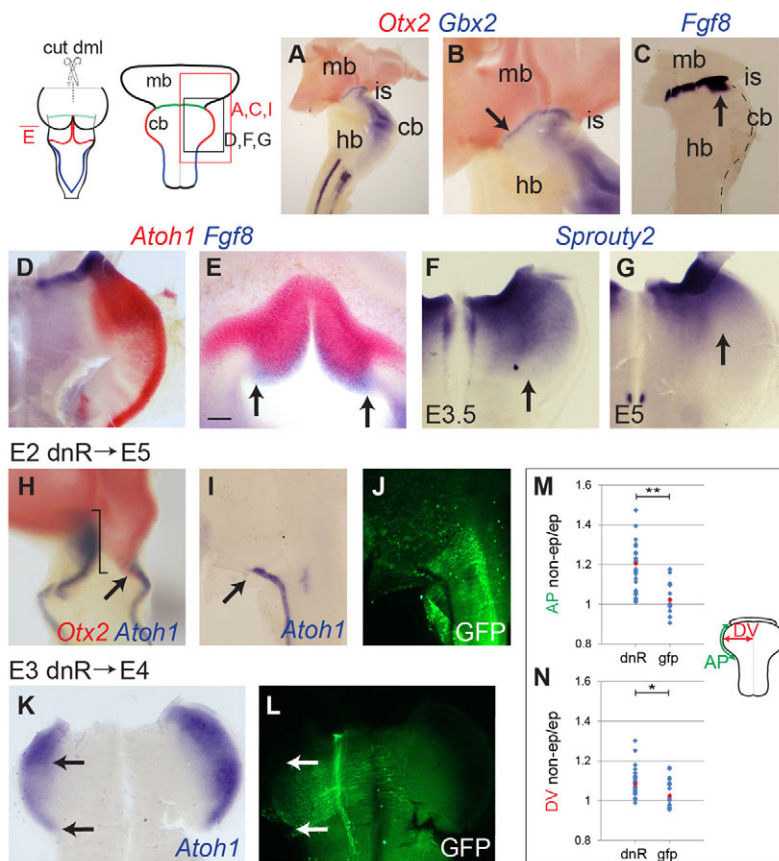 Otx2 Gbx2
Fgf8
cut dml
mb
cb
E
A,C,I
D,F,G
A
mb
is
cb
hb
B
mb
is
hb
C
mb
is
cb
hb
Atoh1 Fgf8
Sprouty2
D
E
F
E3.5
G
E5
E2 dnR→E5
H
Otx2 Atoh1
I
Atoh1
J
GFP
E3 dnR→E4
K
Atoh1
L
GFP
M
AP non-ep/ep
1.6
1.4
1.2
1
0.8
**
dnR gfp
DV
AP
N
DV non-ep/ep
1.6
1.4
1.2
1
0.8
*
dnR gfp